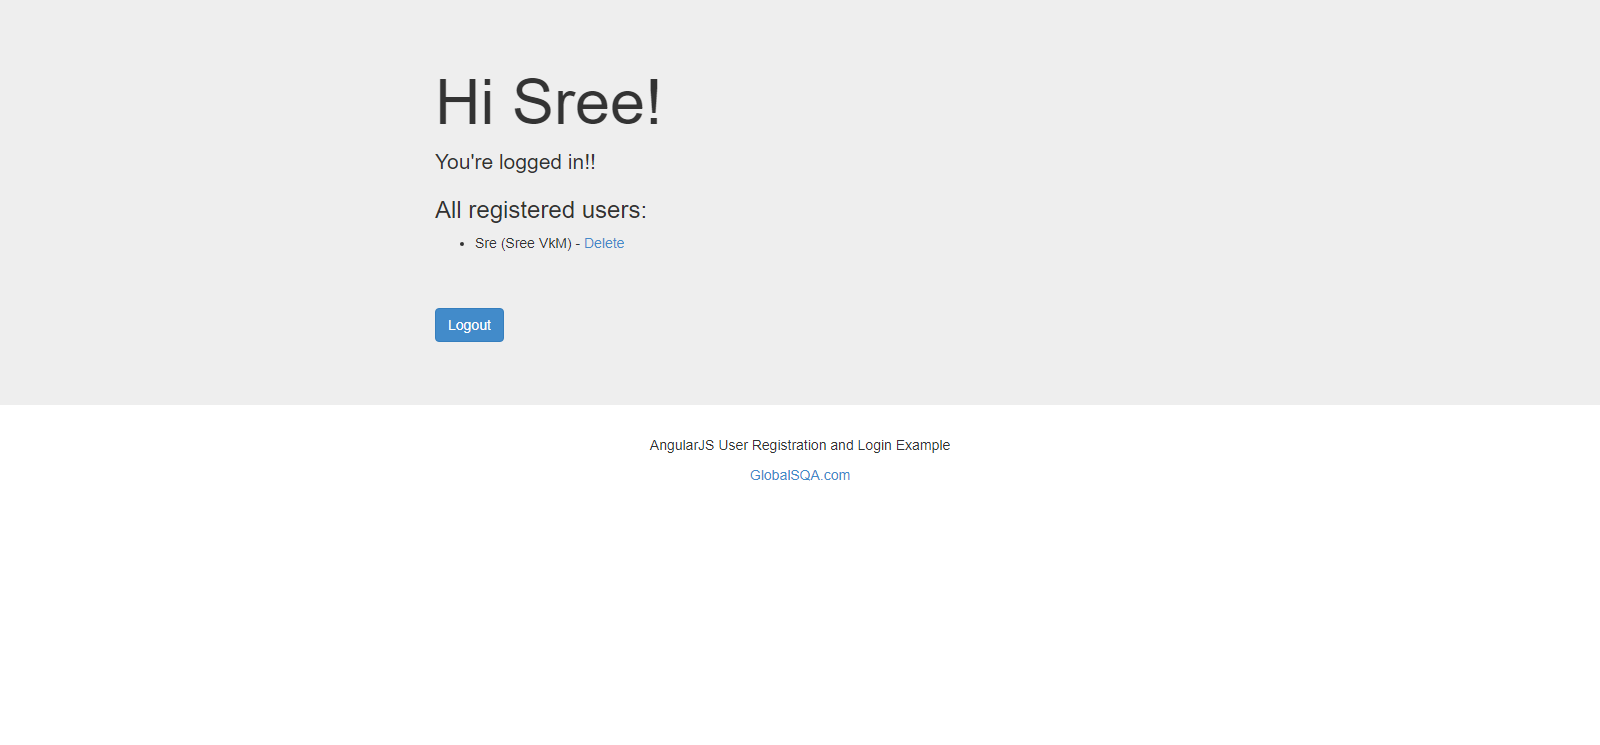 Hi Sree!
You're logged in!!
All registered users:
• Sre (Sree VkM) - Delete
Logout
AngularJS User Registration and Login Example
GlobalSQA.com